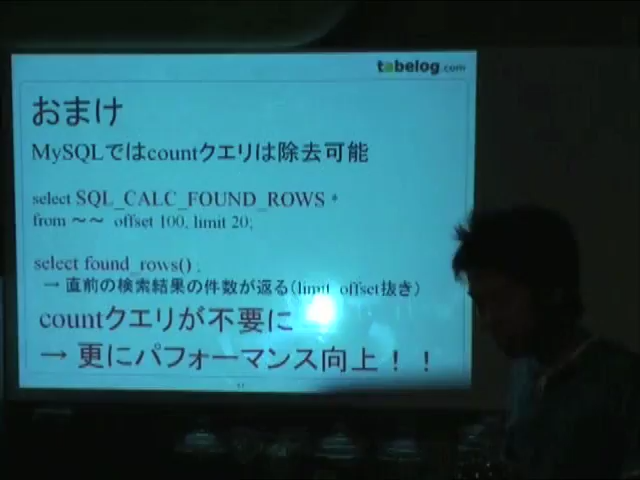 tabelog.com
おまけ
MySQLではcountクエリは除去可能
select SQL_CALC_FOUND_ROWS *
from ～～ offset 100, limit 20;
select found_rows() ;
→ 直前の検索結果の件数が返る（limit offset抜き）
countクエリが不要に
→ 更にパフォーマンス向上！！